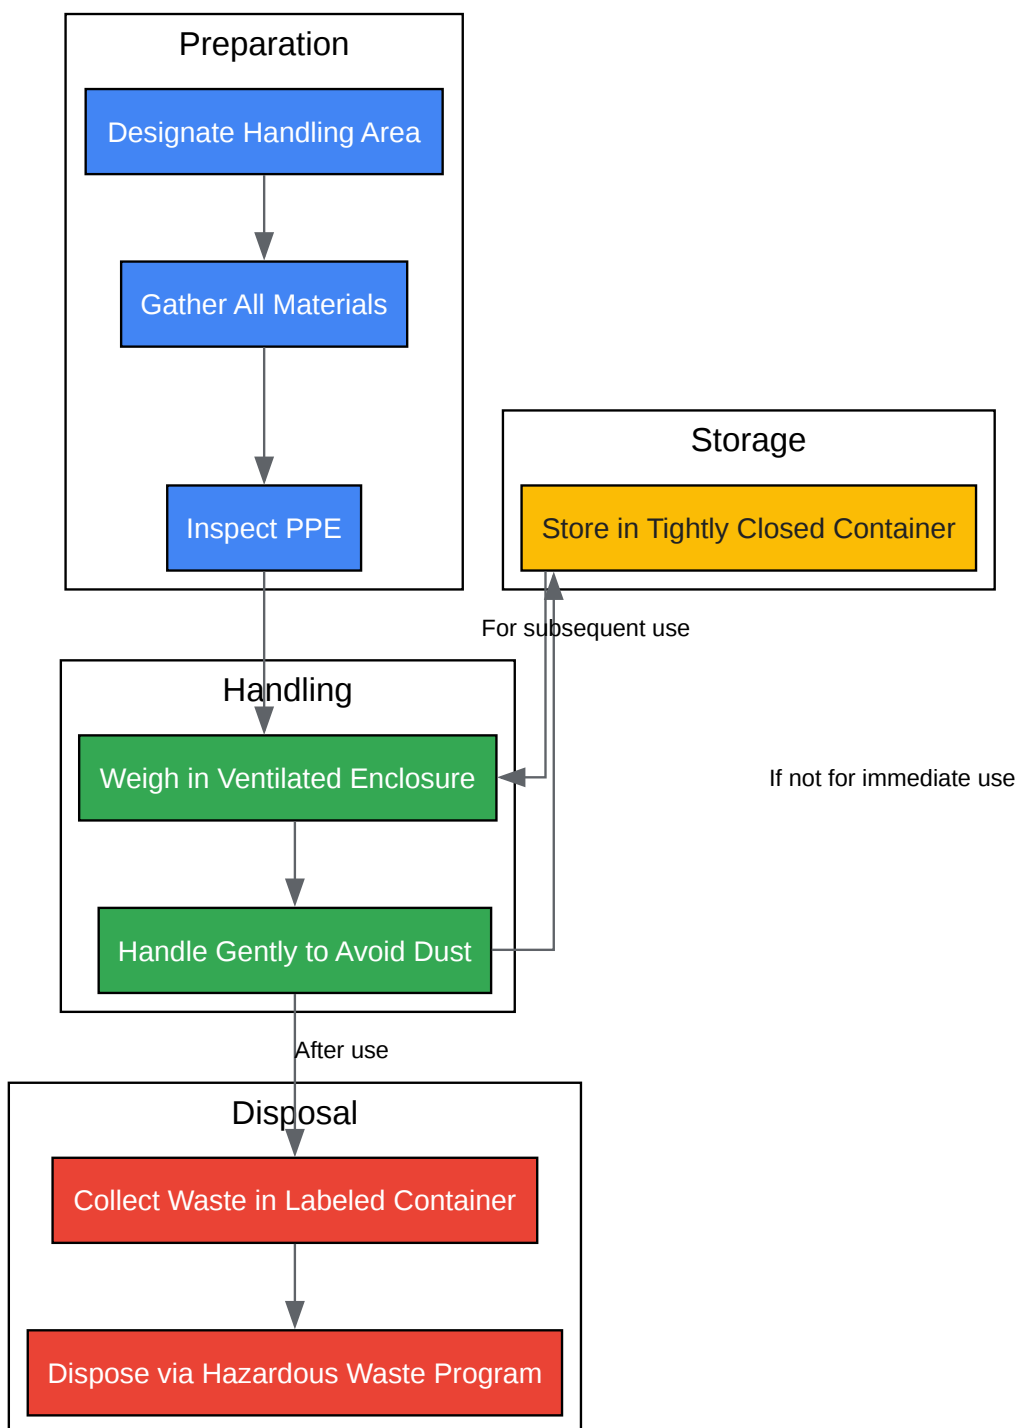 Preparation
Designate Handling Area
Gather All Materials
Inspect PPE
Storage
Store in Tightly Closed Container
For subsequent use
Handling
Weigh in Ventilated Enclosure
If not for immediate use
Handle Gently to Avoid Dust
After use
Disposal
Collect Waste in Labeled Container
Dispose via Hazardous Waste Program